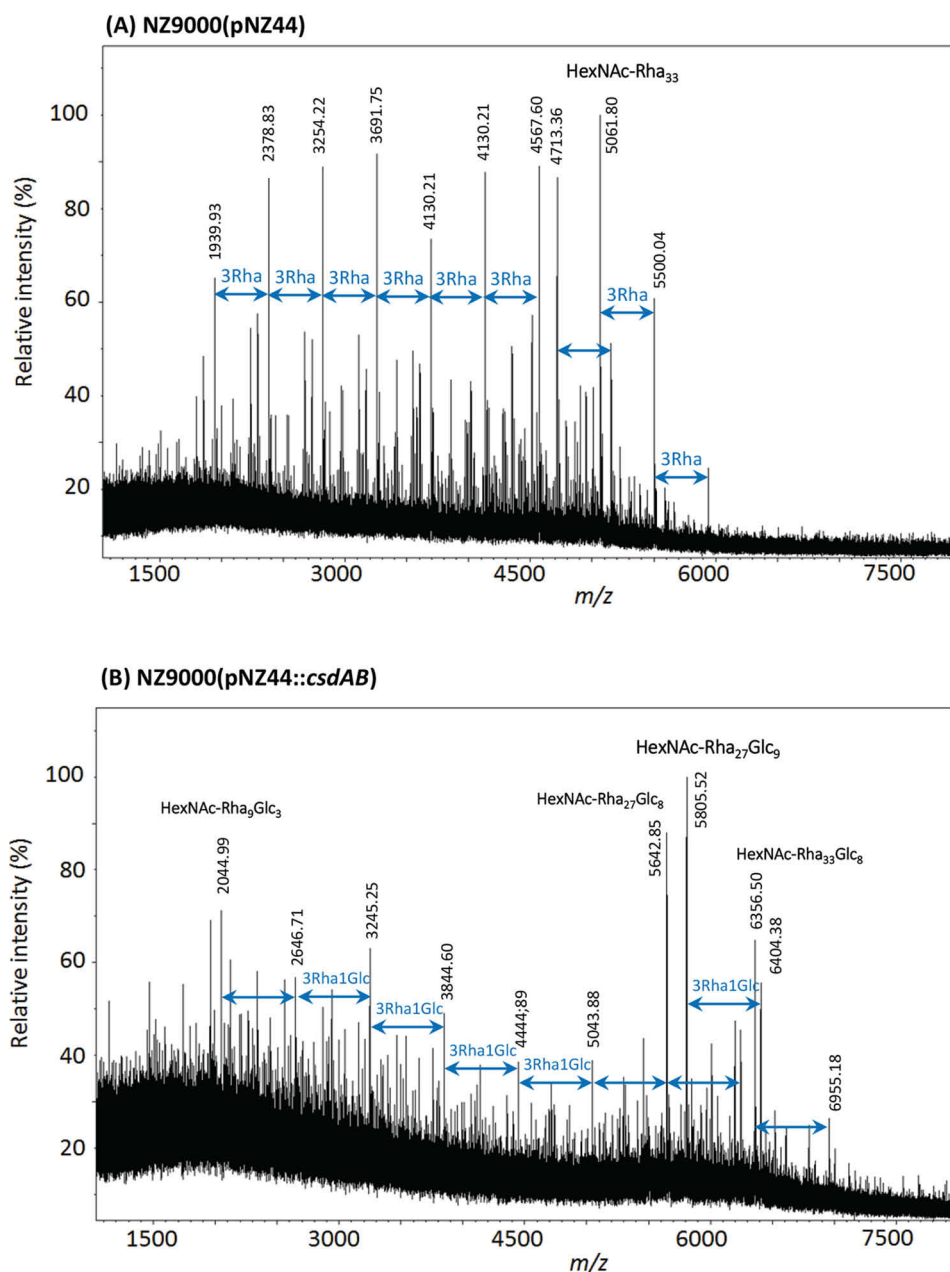 (A) NZ9000(pNZ44)
HexNAc-Rha₃₃
1939.93 2378.83 3254.22 3691.75 4130.21 4130.21 4567.60 4713.36 5061.80 5500.04
3Rha 3Rha 3Rha 3Rha 3Rha 3Rha 3Rha
3Rha
Relative intensity (%)
100
80
60
40
20
1500 3000 4500 6000 7500
m/z
(B) NZ9000(pNZ44::csdAB)
HexNAc-Rha₂₇Glc₉
HexNAc-Rha₉Glc₃ HexNAc-Rha₂₇Glc₈
HexNAc-Rha₃₃Glc₈
2044.99 2646.71 3245.25 3844.60 4444;89 5043.88 5642.85 5805.52 6356.50 6404.38 6955.18
3Rha1Glc 3Rha1Glc 3Rha1Glc 3Rha1Glc 3Rha1Glc
Relative intensity (%)
100
80
60
40
20
1500 3000 4500 6000 7500
m/z